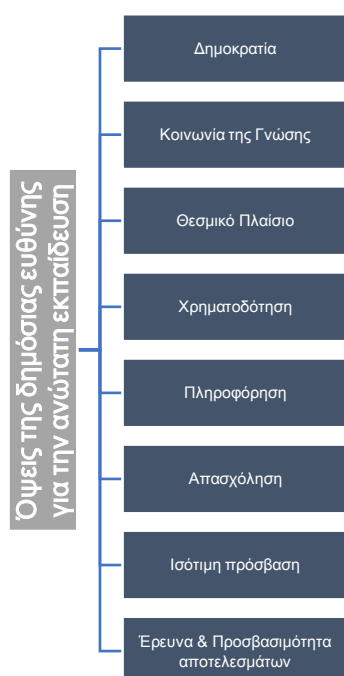 Όψεις της δημόσιας ευθύνης
για την ανώτατη εκπαίδευση
Δημοκρατία
Κοινωνία της Γνώσης
Θεσμικό Πλαίσιο
Χρηματοδότηση
Πληροφόρηση
Απασχόληση
Ισότιμη πρόσβαση
Έρευνα & Προσβασιμότητα
αποτελεσμάτων